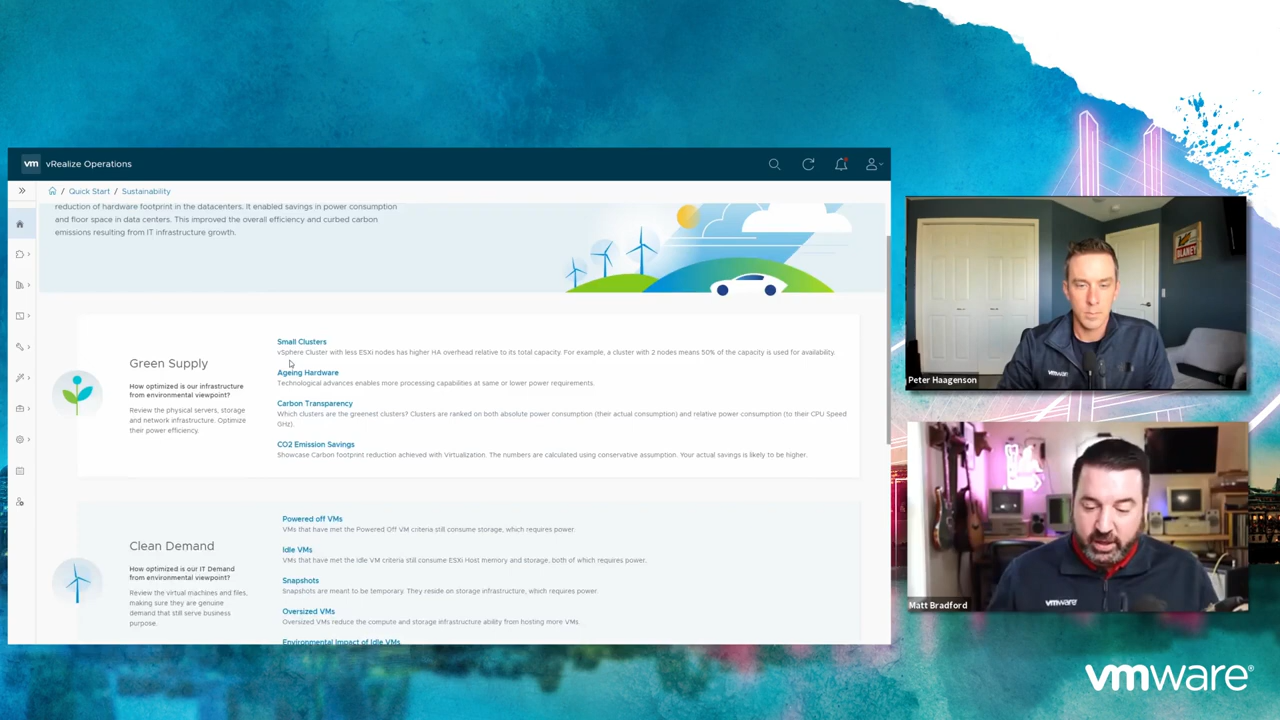 vm vRealize Operations
/ Quick Start / Sustainability
reduction of hardware footprint in the datacenters. It enabled savings in power consumption
and floor space in data centers. This improved the overall efficiency and curbed carbon
emissions resulting from IT infrastructure growth.
Green Supply
How optimized is our infrastructure
from environmental viewpoint?
Review the physical servers, storage
and network infrastructure. Optimize
their power efficiency.
Small Clusters
vSphere Cluster with less ESXi nodes has higher HA overhead relative to its total capacity. For example, a cluster with 2 nodes means 50% of the capacity is used for availability.
Ageing Hardware
Technological advances enables more processing capabilities at same or lower power requirements.
Carbon Transparency
Which clusters are the greenest clusters? Clusters are ranked on both absolute power consumption (their actual consumption) and relative power consumption (to their CPU Speed
GHz).
CO2 Emission Savings
Showcase Carbon footprint reduction achieved with Virtualization. The numbers are calculated using conservative assumption. Your actual savings is likely to be higher.
Clean Demand
How optimized is our IT Demand
from environmental viewpoint?
Review the virtual machines and files,
making sure they are genuine
demand that still serve business
purpose.
Powered off VMs
VMs that have met the Powered Off VM criteria still consume storage, which requires power.
Idle VMs
VMs that have met the idle VM criteria still consume ESXi Host memory and storage, both of which requires power.
Snapshots
Snapshots are meant to be temporary. They reside on storage infrastructure, which requires power.
Oversized VMs
Oversized VMs reduce the compute and storage infrastructure ability from hosting more VMs.
Environmental Impact of Idle VMs
BLANEY
vmware
Peter Haagenson
vmware
Matt Bradford
vmware®